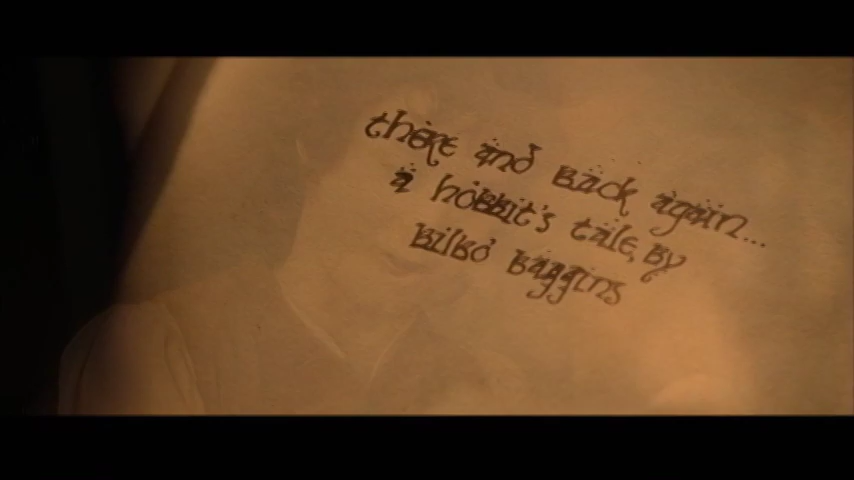 there and back again...
a hobbit's tale, by
bilbo baggins